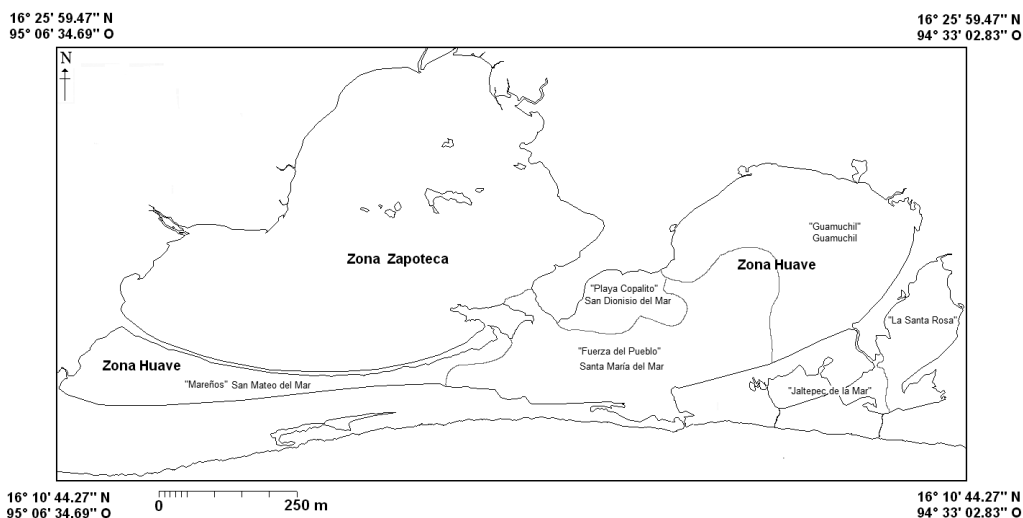 16° 25' 59.47'' N
95° 06' 34.69'' O
16° 25' 59.47'' N
94° 33' 02.83'' O
N
"Guamuchil"
Guamuchil
Zona Zapoteca
Zona Huave
"Playa Copalito"
San Dionisio del Mar
"La Santa Rosa"
"Fuerza del Pueblo"
Santa María del Mar
Zona Huave
"Mareños" San Mateo del Mar
"Jaltepec de la Mar"
16° 10' 44.27'' N
95° 06' 34.69'' O
0 250 m
16° 10' 44.27'' N
94° 33' 02.83'' O